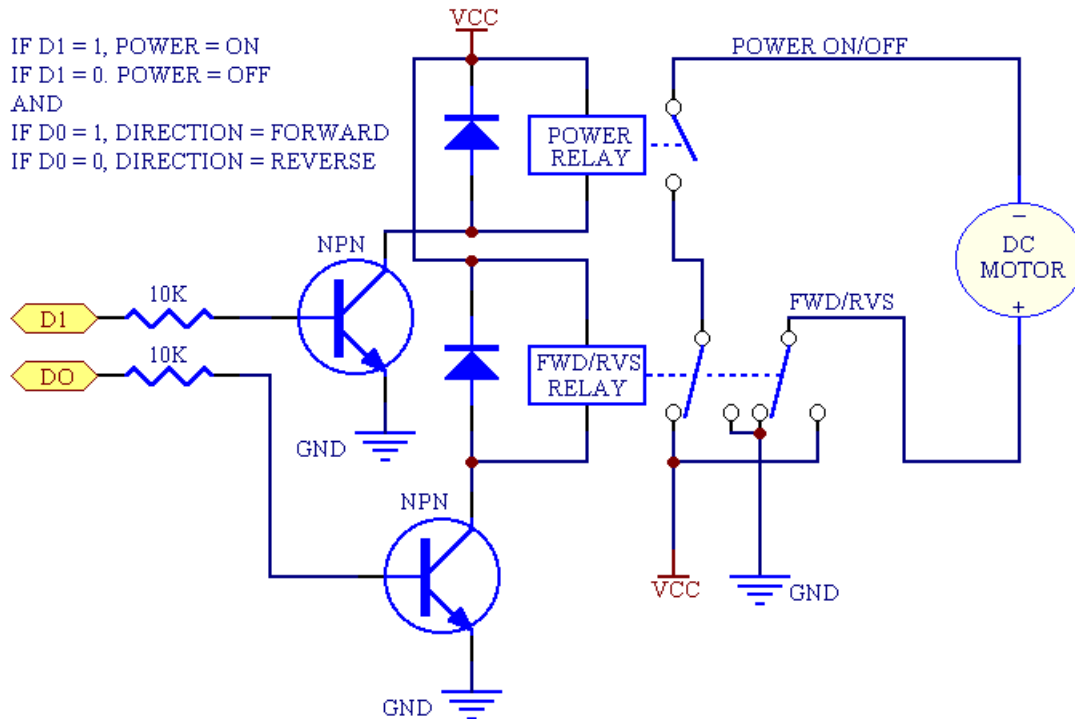 VCC
IF D1 = 1, POWER = ON
IF D1 = 0. POWER = OFF
AND
IF D0 = 1, DIRECTION = FORWARD
IF D0 = 0, DIRECTION = REVERSE
POWER ON/OFF
POWER
RELAY
NPN
−
DC
MOTOR
+
10K
D1
FWD/RVS
10K
DO
FWD/RVS
RELAY
GND
NPN
VCC
GND
GND